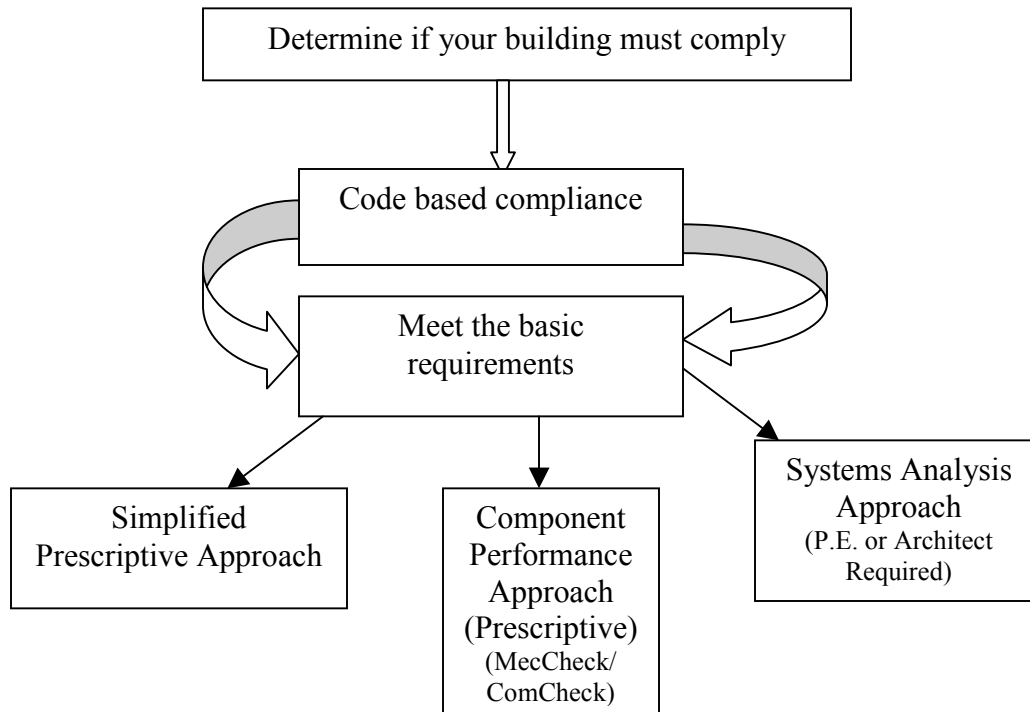 Determine if your building must comply
Code based compliance
Meet the basic
requirements
Simplified
Prescriptive Approach
Component
Performance
Approach
(Prescriptive)
(MecCheck/
ComCheck)
Systems Analysis
Approach
(P.E. or Architect
Required)